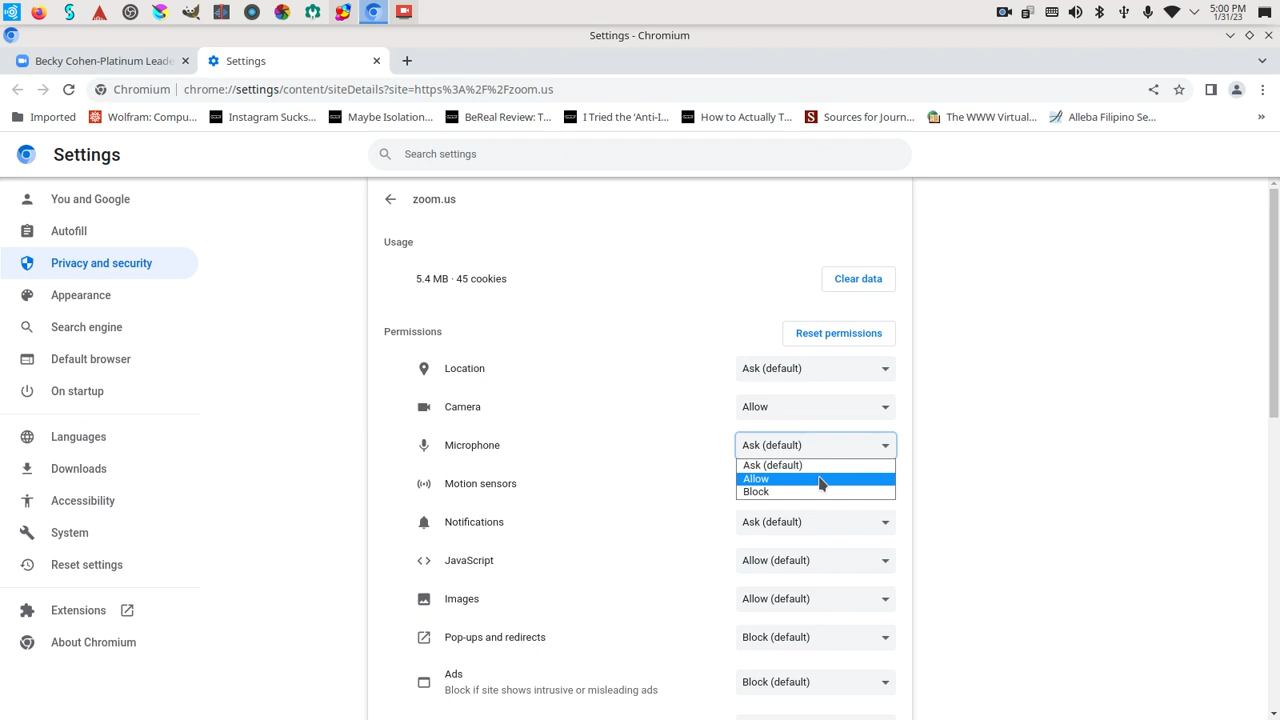 5:00 PM
1/31/23
Settings - Chromium
Becky Cohen-Platinum Leade
Settings
Chromium
chrome://settings/content/siteDetails?site=https%3A%2F%2Fzoom.us
Imported
Wolfram: Compu...
Instagram Sucks...
Maybe Isolation...
BeReal Review: T...
I Tried the 'Anti-I...
How to Actually T...
Sources for Journ...
The WWW Virtual...
Alleba Filipino Se...
»
Settings
Search settings
You and Google
Autofill
Privacy and security
Appearance
Search engine
Default browser
On startup
Languages
Downloads
Accessibility
System
Reset settings
Extensions
About Chromium
zoom.us
Usage
5.4 MB · 45 cookies
Clear data
Permissions
Reset permissions
Location
Ask (default)
Camera
Allow
Microphone
Ask (default)
Ask (default)
Allow
Block
Motion sensors
Notifications
Ask (default)
JavaScript
Allow (default)
Images
Allow (default)
Pop-ups and redirects
Block (default)
Ads
Block if site shows intrusive or misleading ads
Block (default)